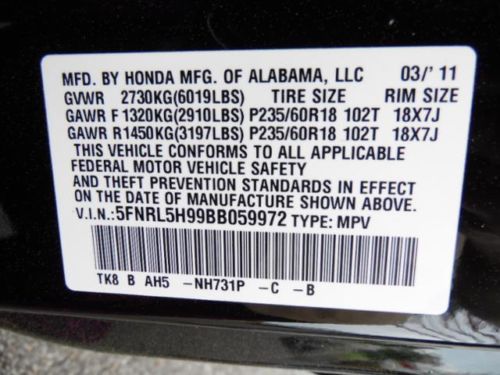 MFD. BY HONDA MFG. OF ALABAMA, LLC 03/'11
GVWR 2730KG(6019LBS) TIRE SIZE RIM SIZE
GAWR F 1320KG(2910LBS) P235/60R18 102T 18X7J
GAWR R1450KG(3197LBS) P235/60R18 102T 18X7J
THIS VEHICLE CONFORMS TO ALL APPLICABLE
FEDERAL MOTOR VEHICLE SAFETY
AND THEFT PREVENTION STANDARDS IN EFFECT
ON THE DATE OF MANUFACTURE SHOWN ABOVE.
V.I.N.:5FNRL5H99BB059972 TYPE: MPV
TK8 B AH5 -NH731P -C -B